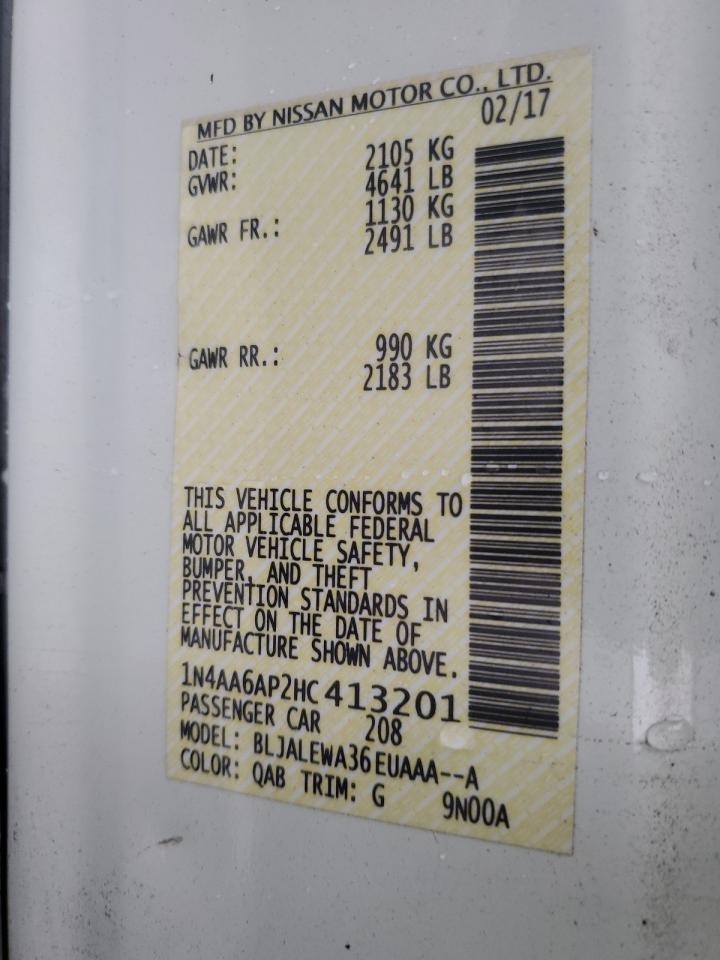 MFD BY NISSAN MOTOR CO., LTD.
DATE: 02/17
GVWR: 2105 KG
4641 LB
GAWR FR.: 1130 KG
2491 LB
GAWR RR.: 990 KG
2183 LB
THIS VEHICLE CONFORMS TO
ALL APPLICABLE FEDERAL
MOTOR VEHICLE SAFETY,
BUMPER, AND THEFT
PREVENTION STANDARDS IN
EFFECT ON THE DATE OF
MANUFACTURE SHOWN ABOVE.
1N4AA6AP2HC413201
PASSENGER CAR 208
MODEL: BLJALEWA36EUAAA--A
COLOR: QAB TRIM: G 9N00A